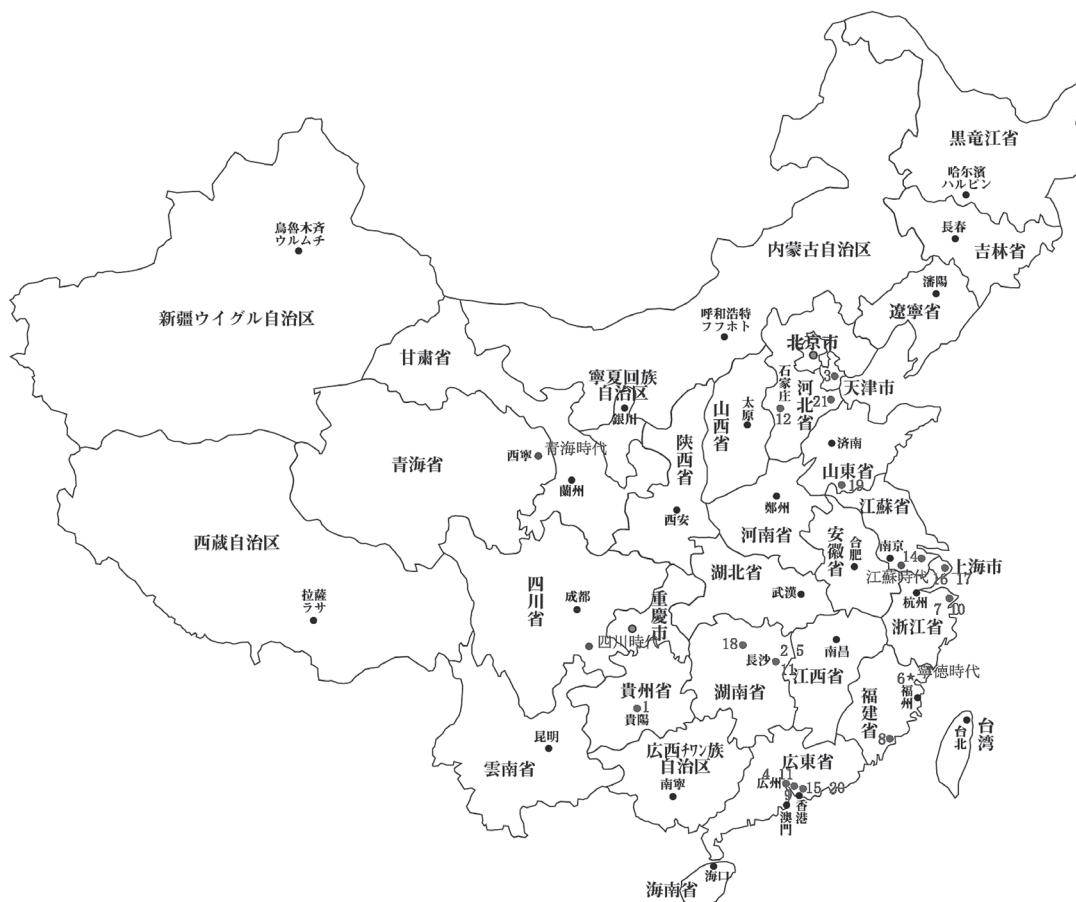 黒竜江省
哈尔濱
ハルビン
長春
吉林省
瀋陽
遼寧省
内蒙古自治区
呼和浩特
フフホト
烏魯木斉
ウルムチ
新疆ウイグル自治区
甘粛省
寧夏回族
自治区
銀川
北京市
3
天津市
石家庄
12
河北省
21
太原
山西省
陝西省
済南
山東省
19
青海省
西寧
青海時代
蘭州
西安
鄭州
河南省
江蘇省
安徽省
合肥
南京
14
江蘇時代
上海市
16 17
西蔵自治区
拉薩
ラサ
四川省
成都
重慶市
四川時代
湖北省
武漢
杭州
7 10
浙江省
18
長沙
2 5
11
湖南省
南昌
江西省
寧徳時代
6*
福州
福建省
8
貴州省
1
貴陽
昆明
雲南省
広西チワン族
自治区
南寧
広東省
4 11
広州
9
15 20
香港
澳門
台湾
台北
海南省
海口